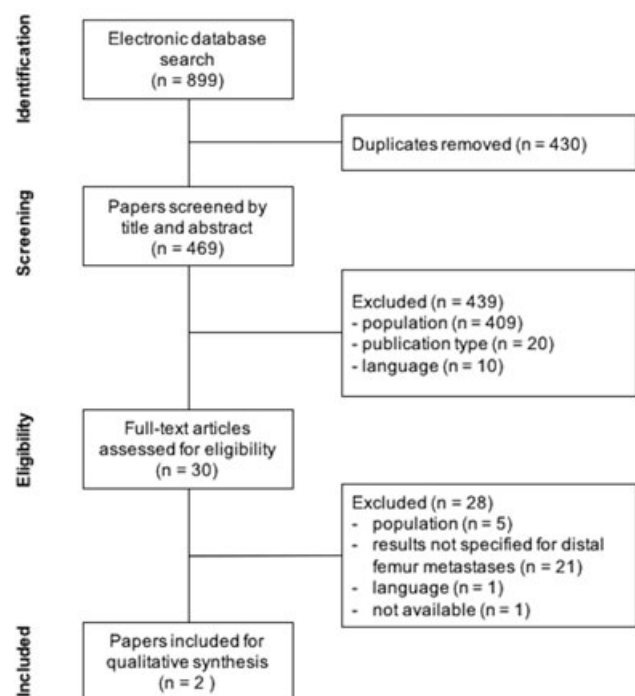 Identification
Electronic database
search
(n = 899)
Duplicates removed (n = 430)
Screening
Papers screened by
title and abstract
(n = 469)
Excluded (n = 439)
- population (n = 409)
- publication type (n = 20)
- language (n = 10)
Eligibility
Full-text articles
assessed for eligibility
(n = 30)
Excluded (n = 28)
- population (n = 5)
- results not specified for distal
femur metastases (n = 21)
- language (n = 1)
- not available (n = 1)
Included
Papers included for
qualitative synthesis
(n = 2 )